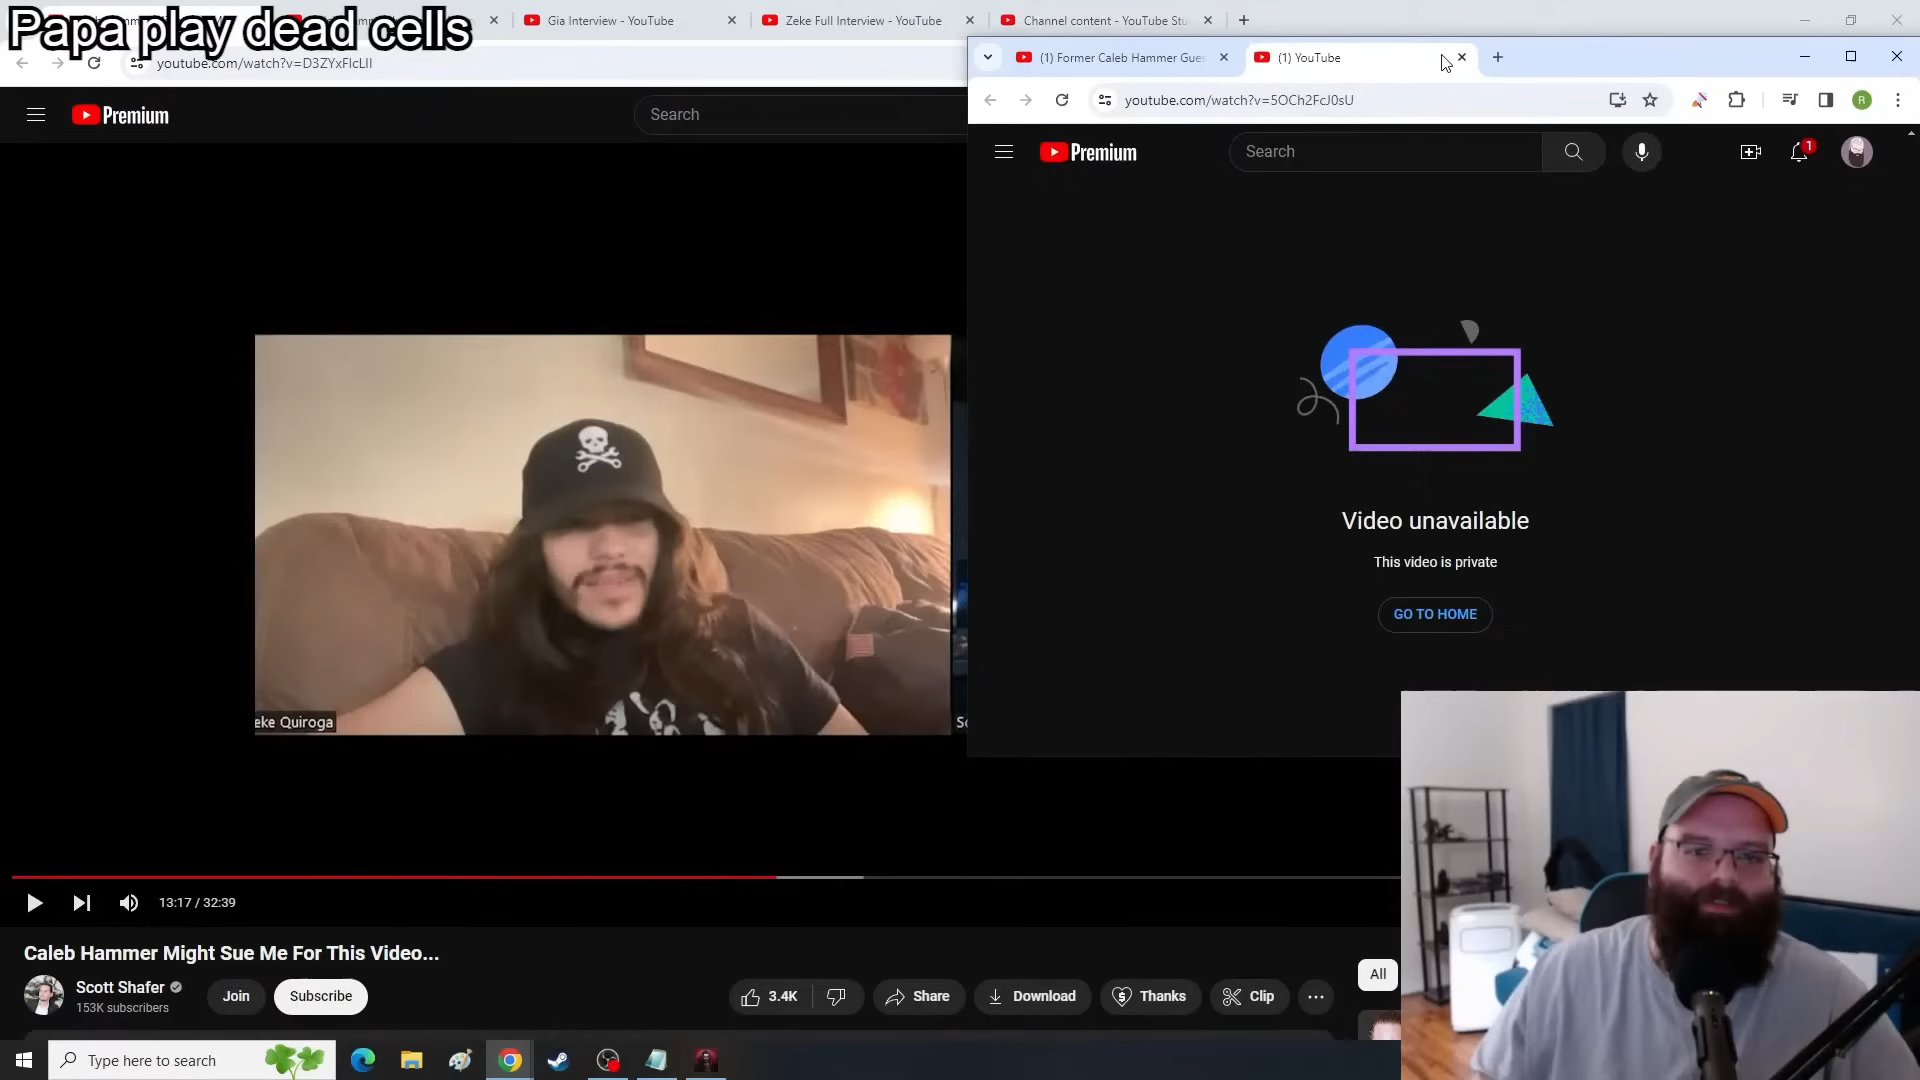 Papa play dead cells
Gia Interview - YouTube
Zeke Full Interview - YouTube
Channel content - YouTube Stu
youtube.com/watch?v=D3ZYxFlcLlI
Premium
Search
(1) Former Caleb Hammer Gues
(1) YouTube
youtube.com/watch?v=5OCh2FcJ0sU
R
Premium
Search
1
Video unavailable
This video is private
GO TO HOME
eke Quiroga
Sc
13:17 / 32:39
Caleb Hammer Might Sue Me For This Video...
Scott Shafer
153K subscribers
Join
Subscribe
3.4K
Share
Download
Thanks
Clip
All
Type here to search